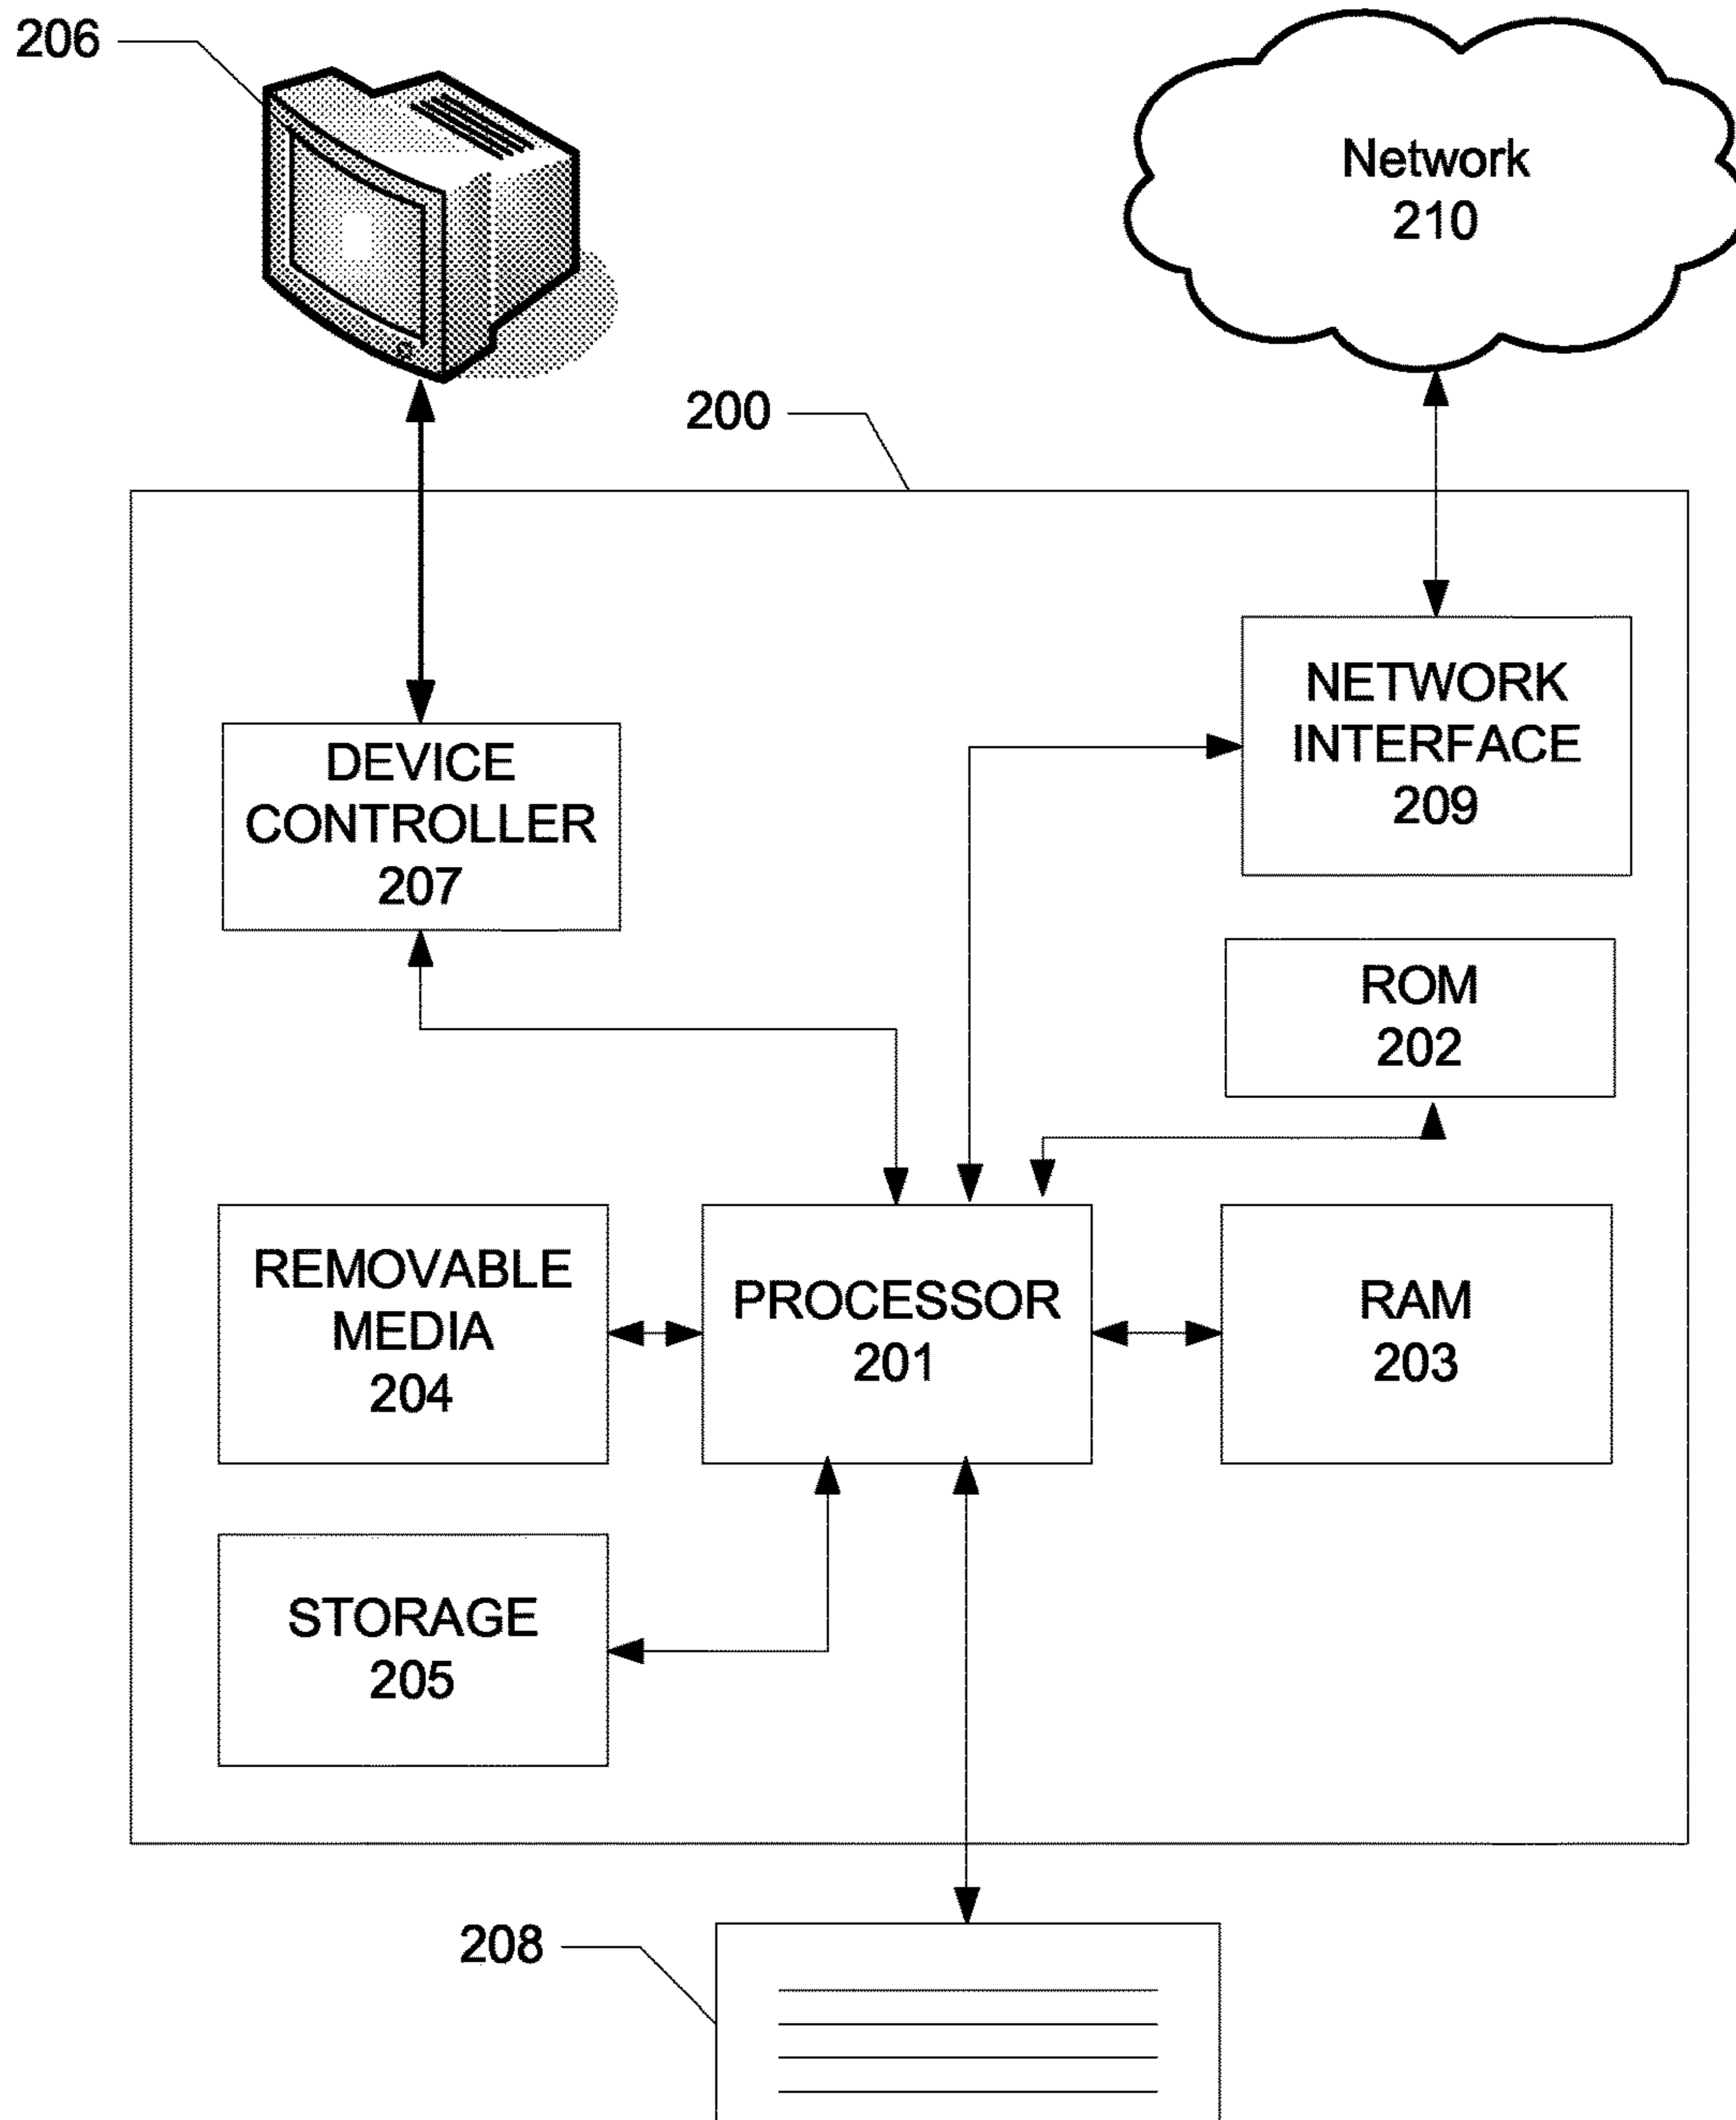 206
Network
210
200
NETWORK
INTERFACE
209
DEVICE
CONTROLLER
207
ROM
202
REMOVABLE
MEDIA
204
PROCESSOR
201
RAM
203
STORAGE
205
208